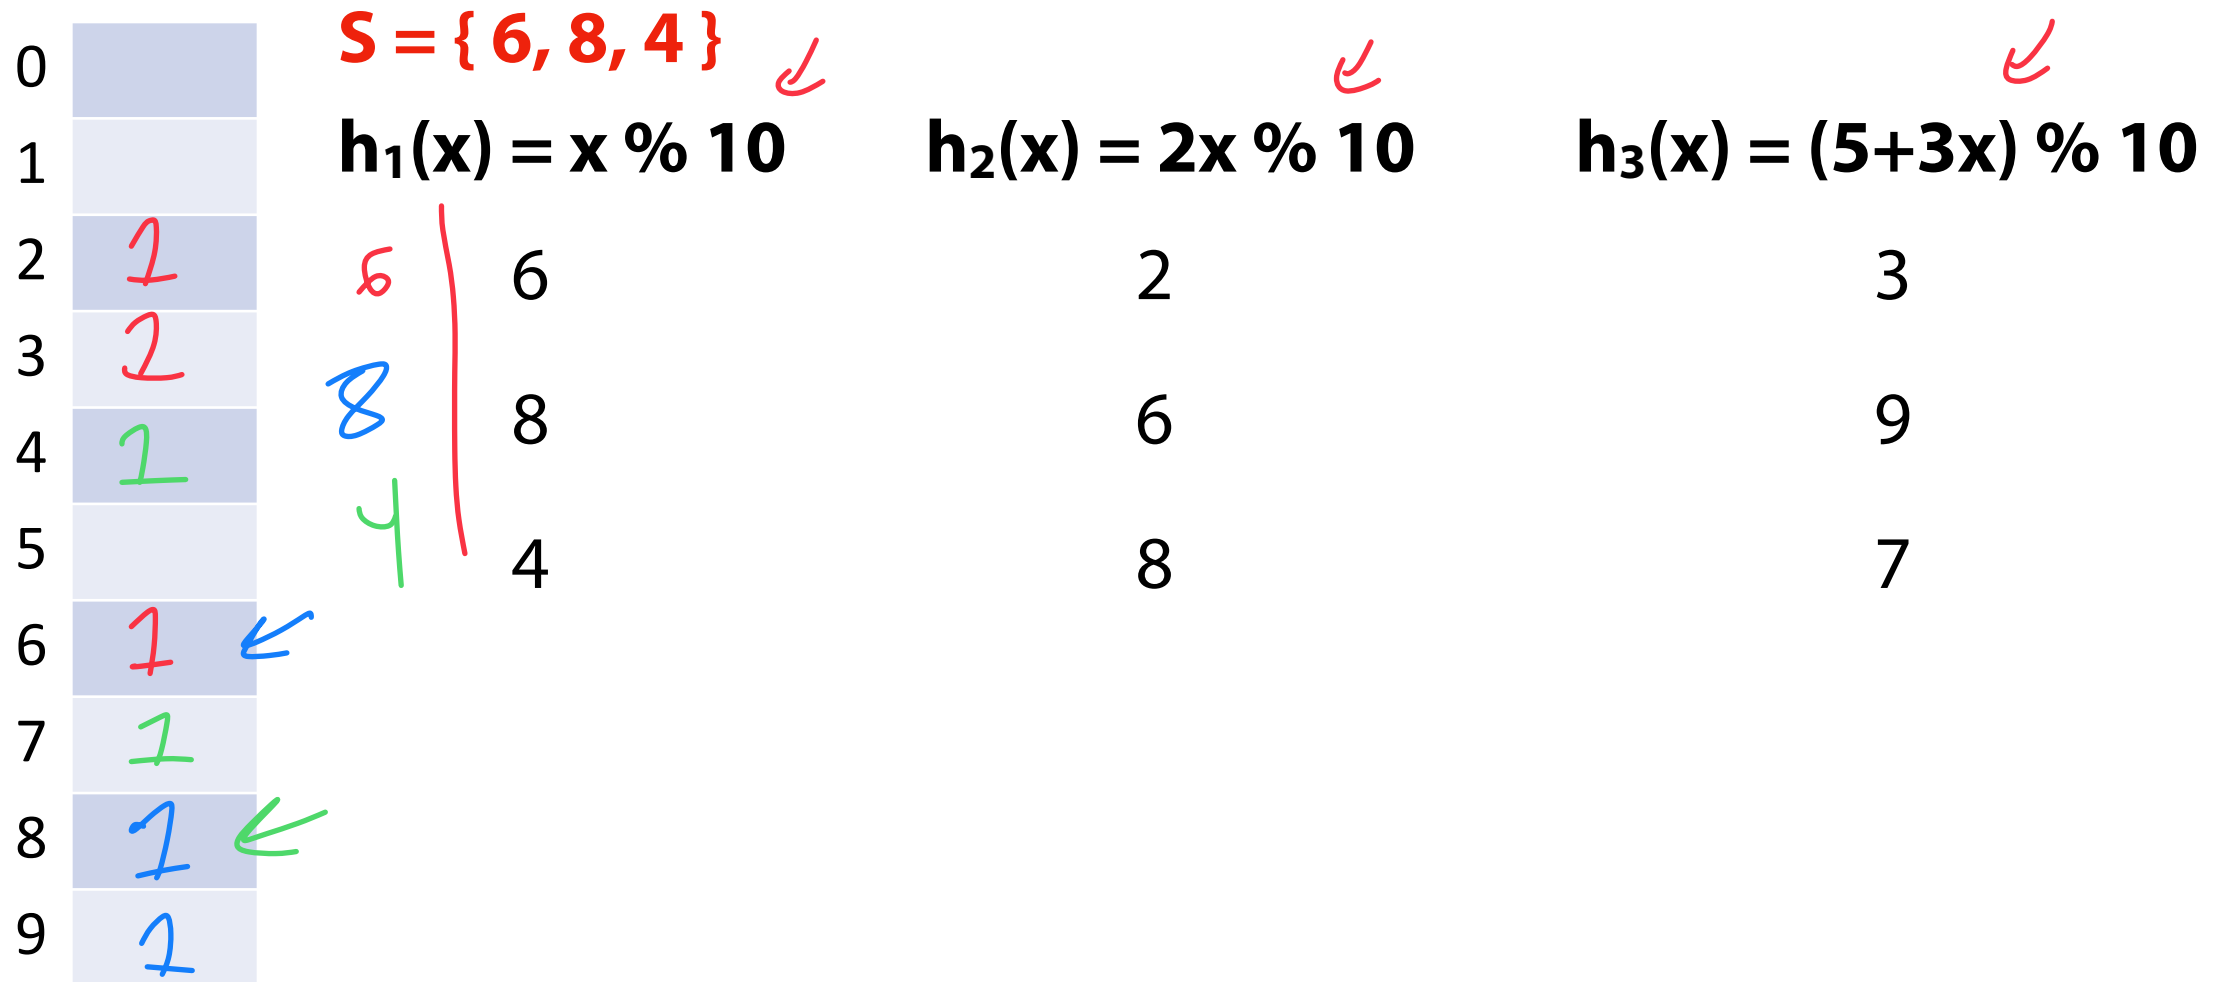 S = { 6, 8, 4 }
h₁(x) = x % 10 h₂(x) = 2x % 10 h₃(x) = (5+3x) % 10
6 6 2 3
8 8 6 9
4 4 8 7
0
1
2 1
3 1
4 1
5
6 1
7 1
8 1
9 1